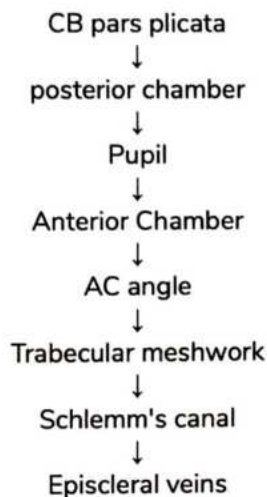 CB pars plicata
↓
posterior chamber
↓
Pupil
↓
Anterior Chamber
↓
AC angle
↓
Trabecular meshwork
↓
Schlemm's canal
↓
Episcleral veins